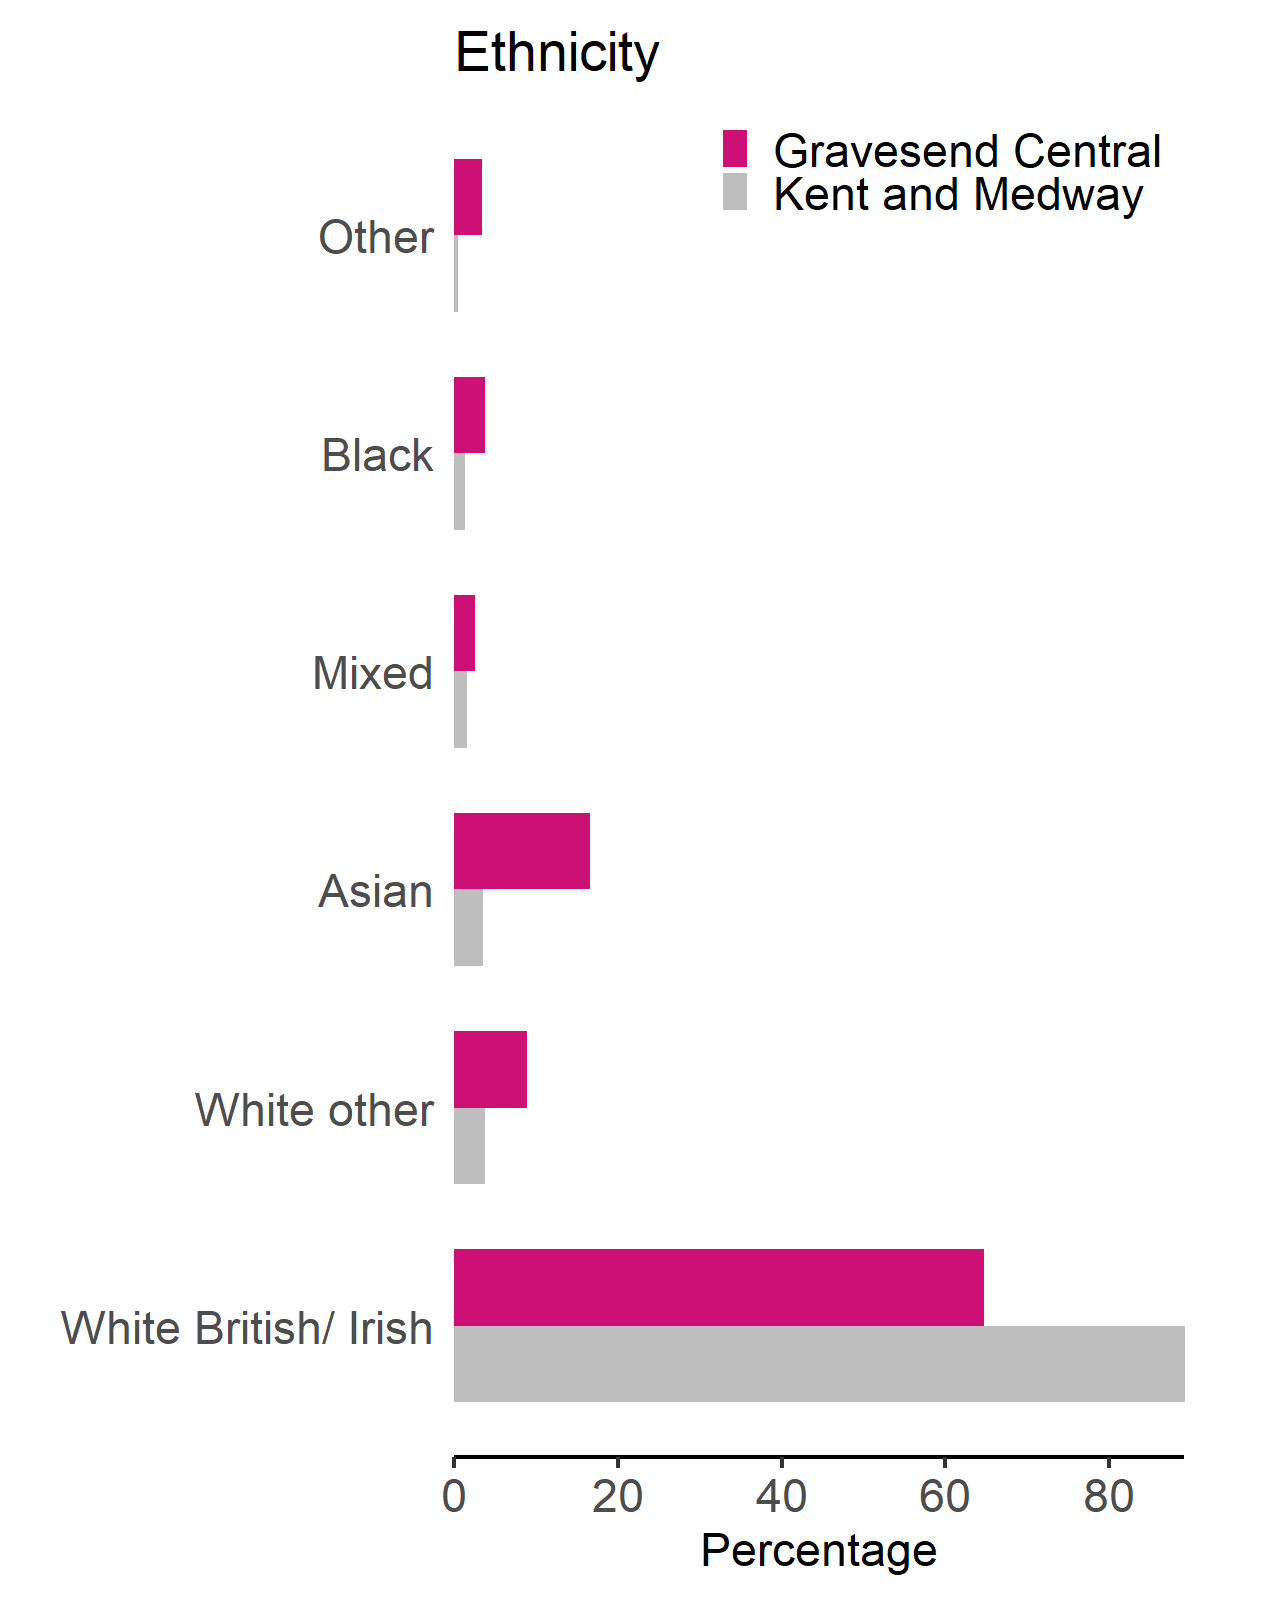 Ethnicity
Gravesend Central
Kent and Medway
Other
Black
Mixed
Asian
White other
White British/ Irish
0 20 40 60 80
Percentage